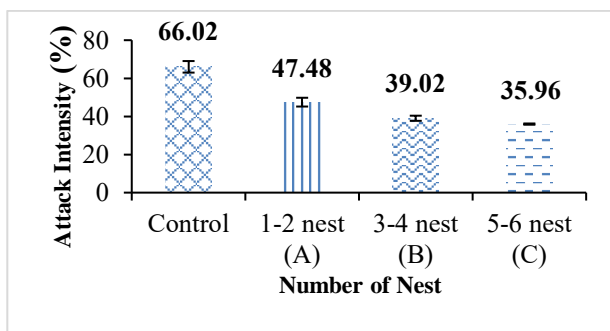 Attack Intensity (%)
80
60
40
20
0
66.02
47.48
39.02
35.96
Control
1-2 nest
(A)
3-4 nest
(B)
5-6 nest
(C)
Number of Nest